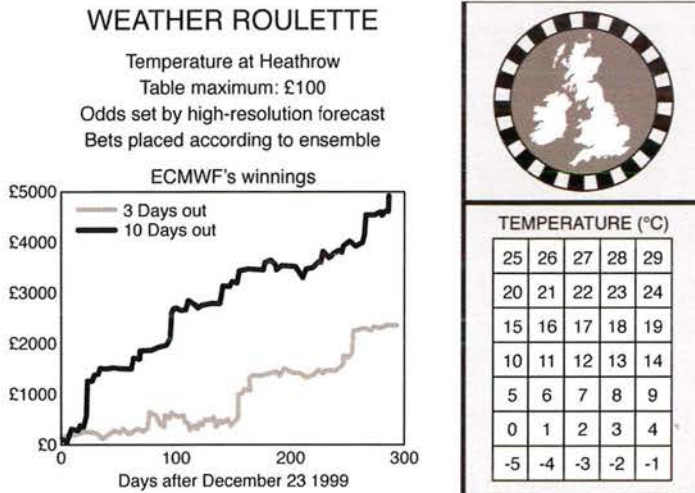 WEATHER ROULETTE
Temperature at Heathrow
Table maximum: £100
Odds set by high-resolution forecast
Bets placed according to ensemble
ECMWF's winnings
£5000
£4000
£3000
£2000
£1000
£0
3 Days out
10 Days out
0 100 200 300
Days after December 23 1999
TEMPERATURE (°C)
25 26 27 28 29
20 21 22 23 24
15 16 17 18 19
10 11 12 13 14
5 6 7 8 9
0 1 2 3 4
-5 -4 -3 -2 -1